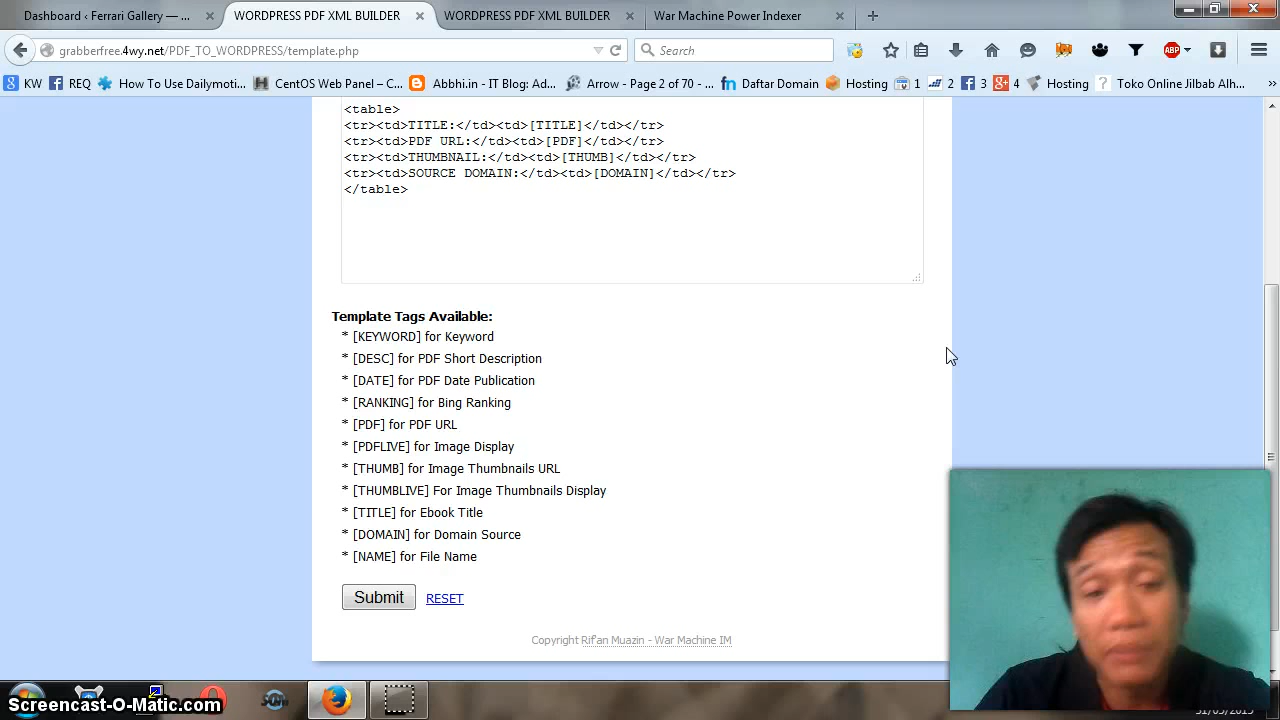 Dashboard ‹ Ferrari Gallery — ...
WORDPRESS PDF XML BUILDER
WORDPRESS PDF XML BUILDER
War Machine Power Indexer
grabberfree.4wy.net/PDF_TO_WORDPRESS/template.php
Search
ABP
KW
REQ
How To Use Dailymoti...
CentOS Web Panel – C...
Abbhi.in - IT Blog: Ad...
Arrow - Page 2 of 70 - ...
Daftar Domain
Hosting
1
2
3
4
Hosting
Toko Online Jilbab Alh...
<table>
<tr><td>TITLE:</td><td>[TITLE]</td></tr>
<tr><td>PDF URL:</td><td>[PDF]</td></tr>
<tr><td>THUMBNAIL:</td><td>[THUMB]</td></tr>
<tr><td>SOURCE DOMAIN:</td><td>[DOMAIN]</td></tr>
</table>
Template Tags Available:
* [KEYWORD] for Keyword
* [DESC] for PDF Short Description
* [DATE] for PDF Date Publication
* [RANKING] for Bing Ranking
* [PDF] for PDF URL
* [PDFLIVE] for Image Display
* [THUMB] for Image Thumbnails URL
* [THUMBLIVE] For Image Thumbnails Display
* [TITLE] for Ebook Title
* [DOMAIN] for Domain Source
* [NAME] for File Name
Submit RESET
Copyright Rif'an Muazin - War Machine IM
Screencast-O-Matic.com